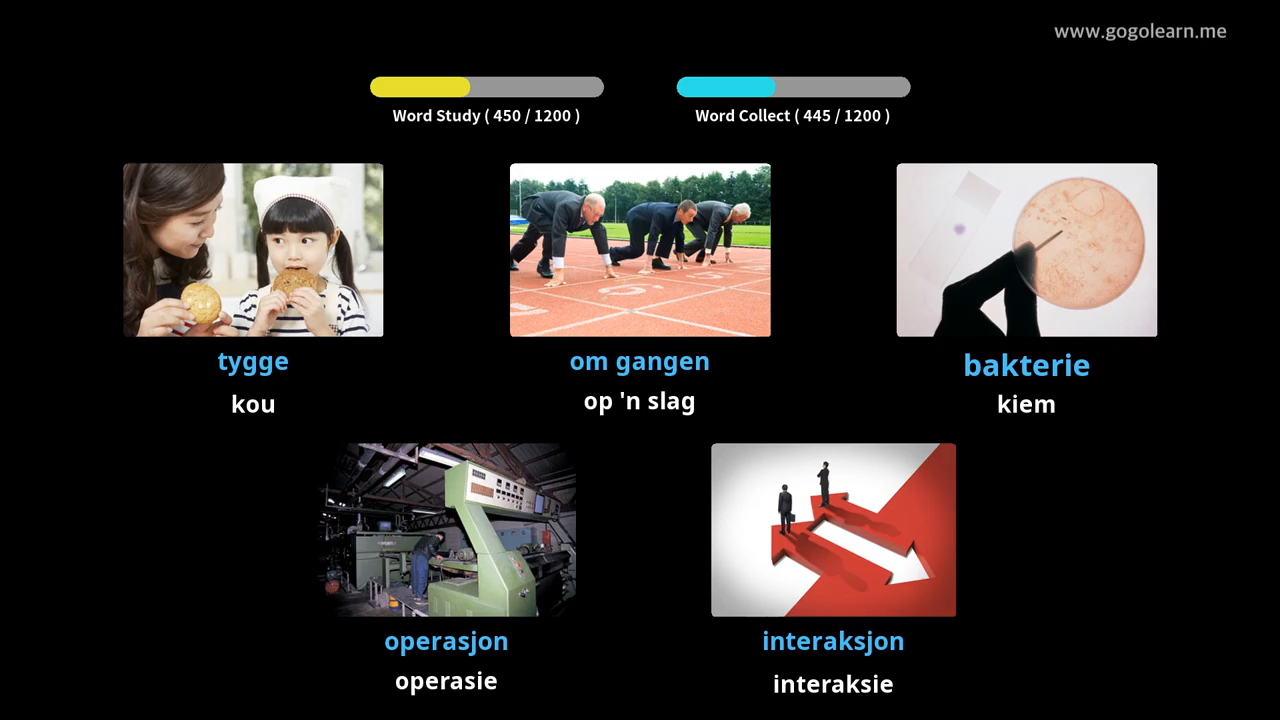 www.gogolearn.me
Word Study ( 450 / 1200 )
Word Collect ( 445 / 1200 )
tygge
kou
om gangen
op 'n slag
bakterie
kiem
operasjon
operasie
interaksjon
interaksie